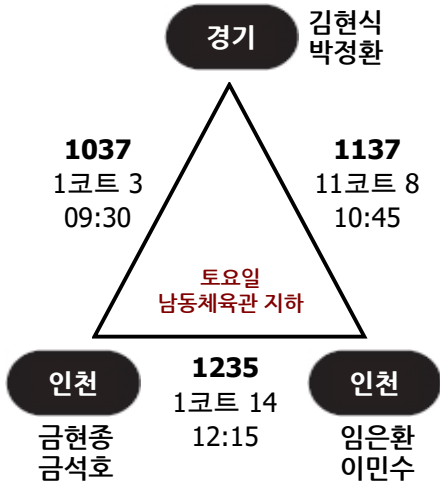 경기
김현식
박정환
1037
1코트 3
09:30
1137
11코트 8
10:45
토요일
남동체육관 지하
인천
금현종
금석호
1235
1코트 14
12:15
인천
임은환
이민수